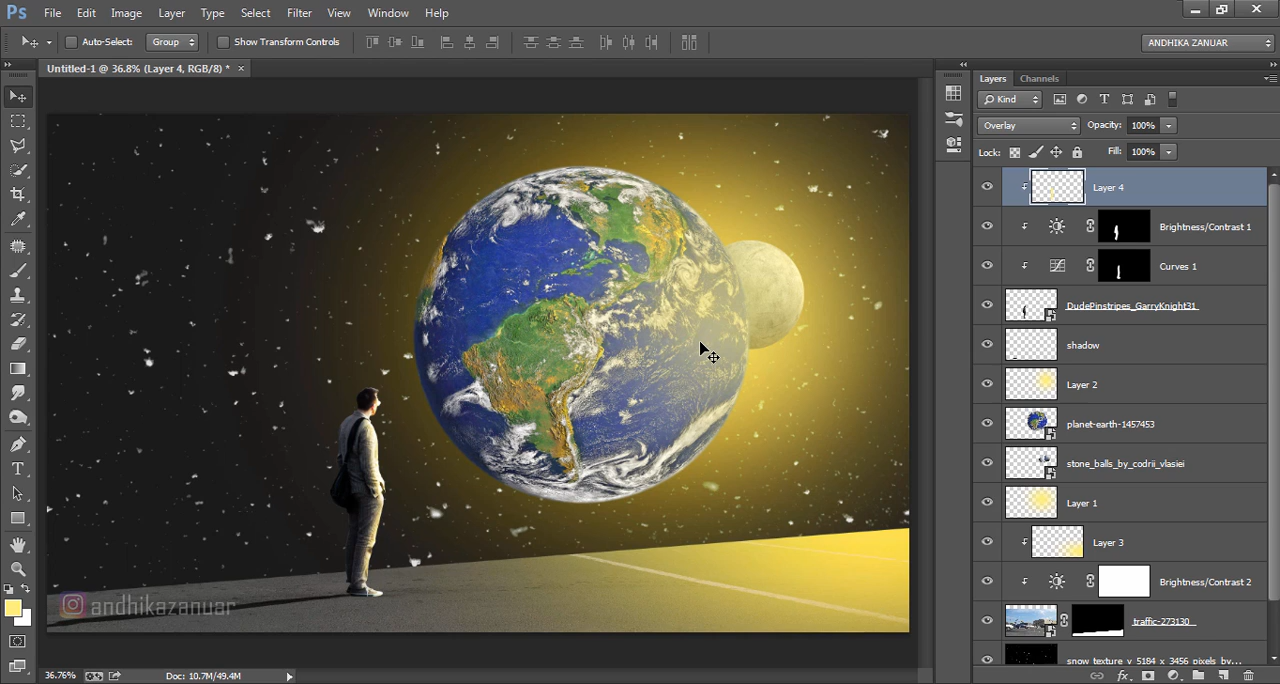 Ps File Edit Image Layer Type Select Filter View Window Help
Auto-Select: Group Show Transform Controls ANDHIKA ZANUAR
Untitled-1 @ 36.8% (Layer 4, RGB/8) * ×
Layers Channels
Kind
Overlay Opacity: 100%
Lock: Fill: 100%
Layer 4
Brightness/Contrast 1
Curves 1
DudePinstripes_GarryKnight31
shadow
Layer 2
planet-earth-1457453
stone_balls_by_codrii_vlasiei
Layer 1
Layer 3
Brightness/Contrast 2
traffic-273130
snow_texture_v_5184_x_3456_pixels_by...
andhikazanuar
36.76% Doc: 10.7M/49.4M